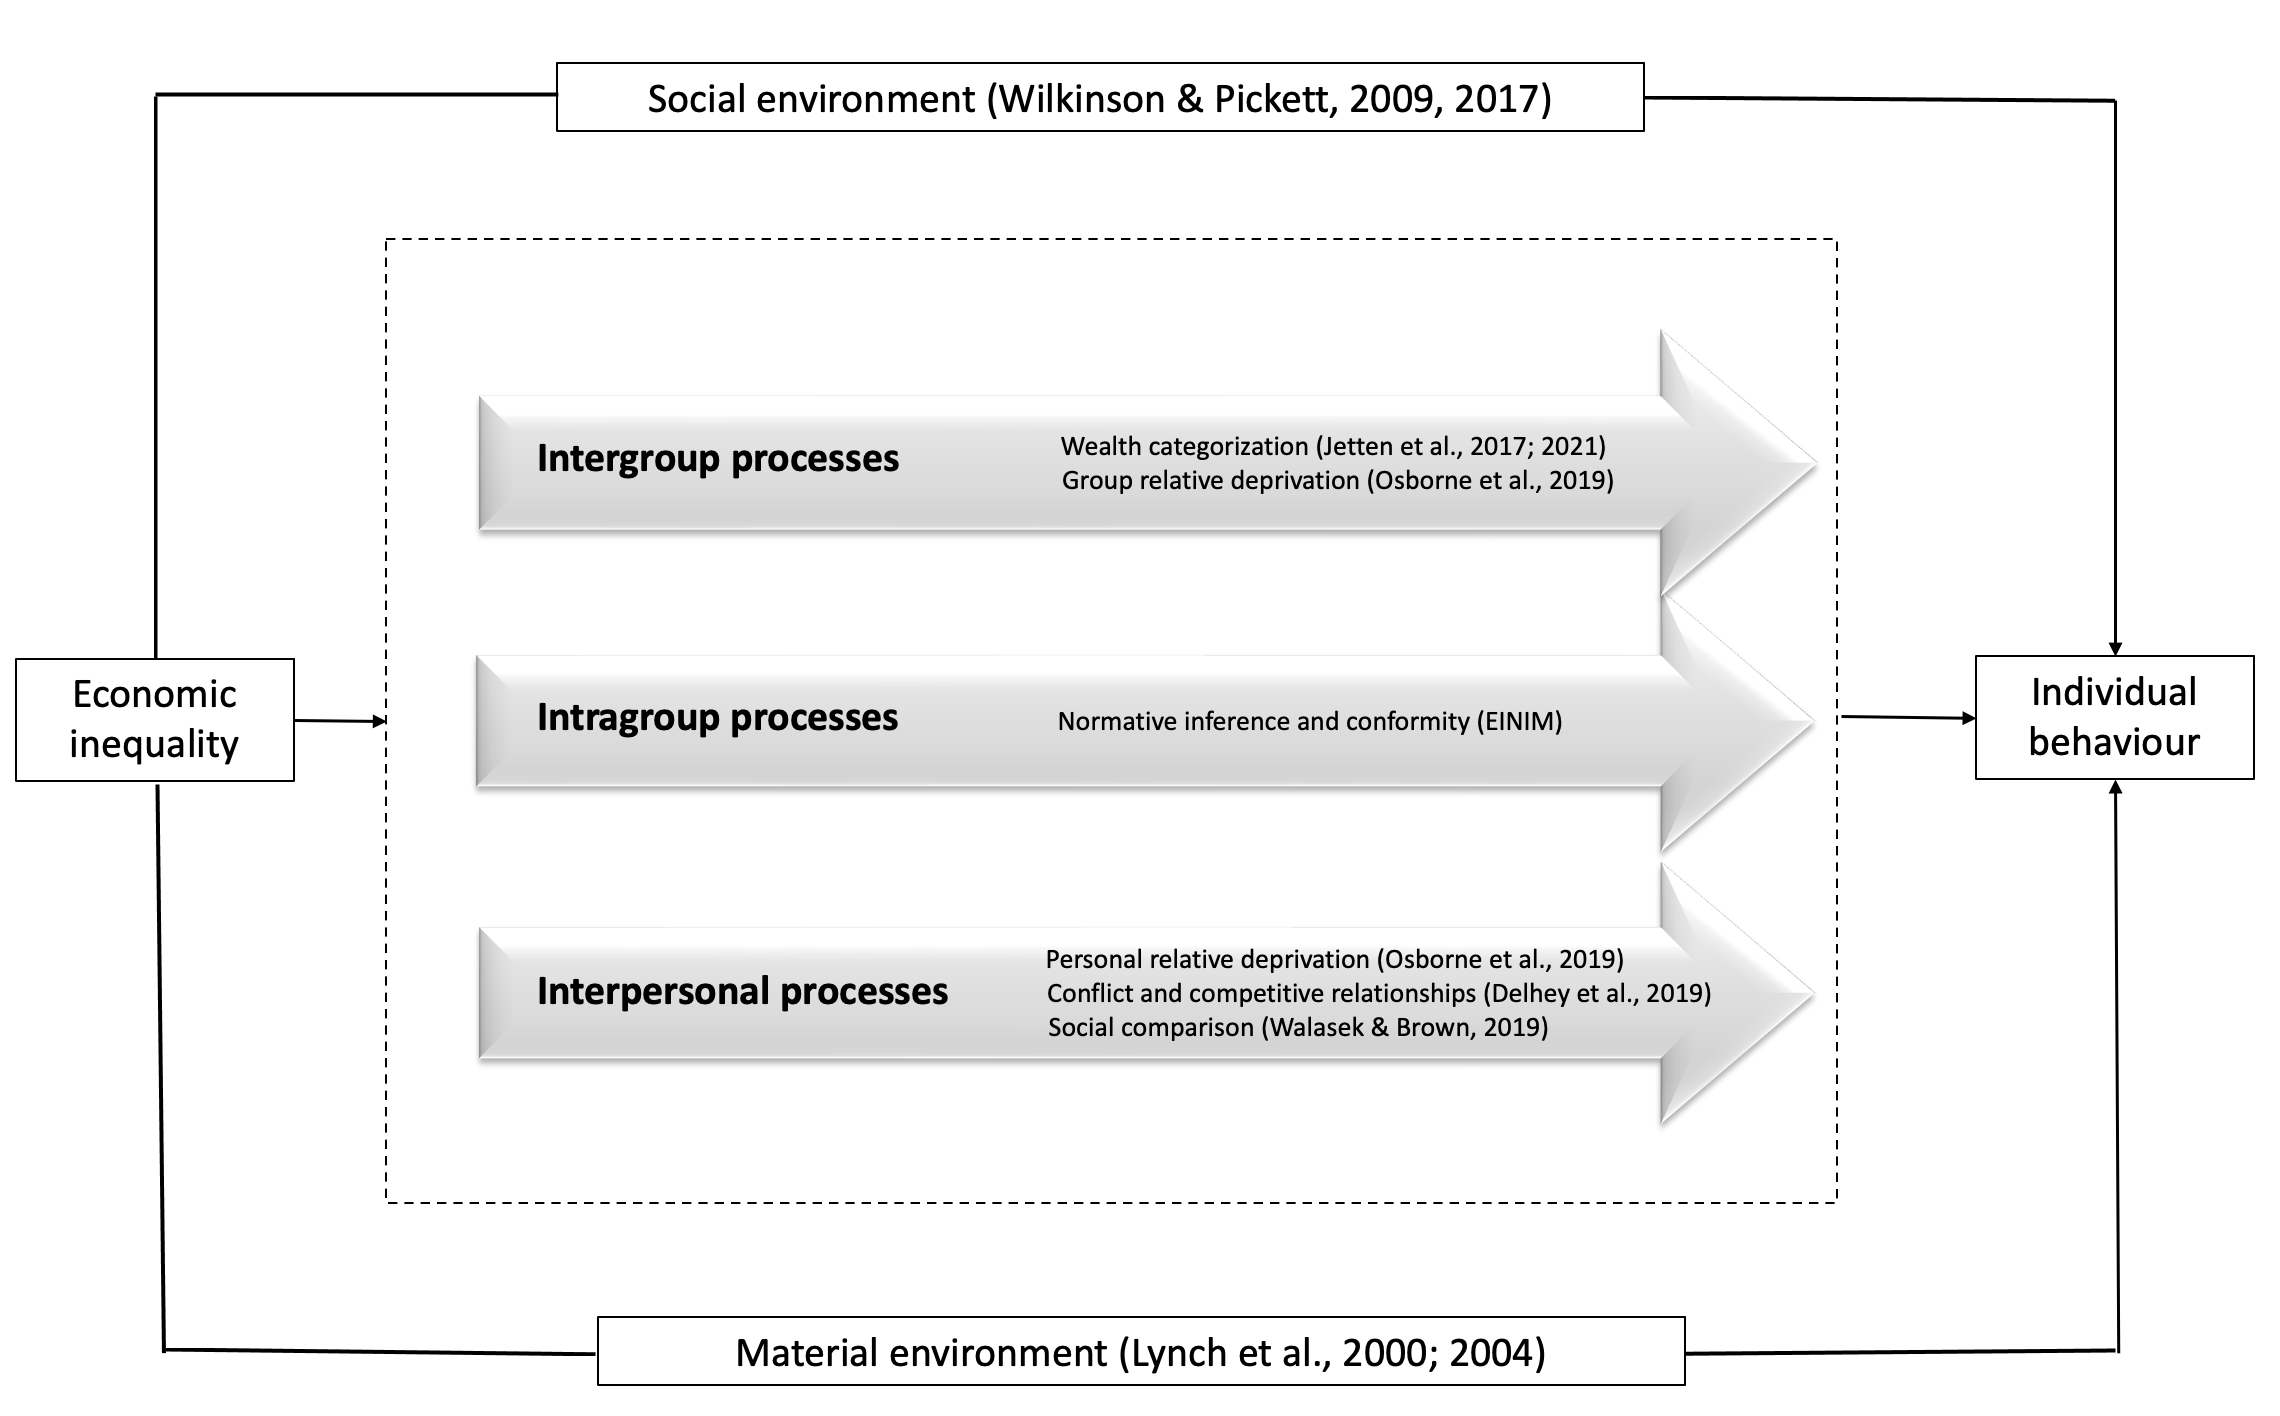 Social environment (Wilkinson & Pickett, 2009, 2017)
Intergroup processes
Wealth categorization (Jetten et al., 2017; 2021)
Group relative deprivation (Osborne et al., 2019)
Economic
inequality
Intragroup processes
Normative inference and conformity (EINIM)
Individual
behaviour
Interpersonal processes
Personal relative deprivation (Osborne et al., 2019)
Conflict and competitive relationships (Delhey et al., 2019)
Social comparison (Walasek & Brown, 2019)
Material environment (Lynch et al., 2000; 2004)